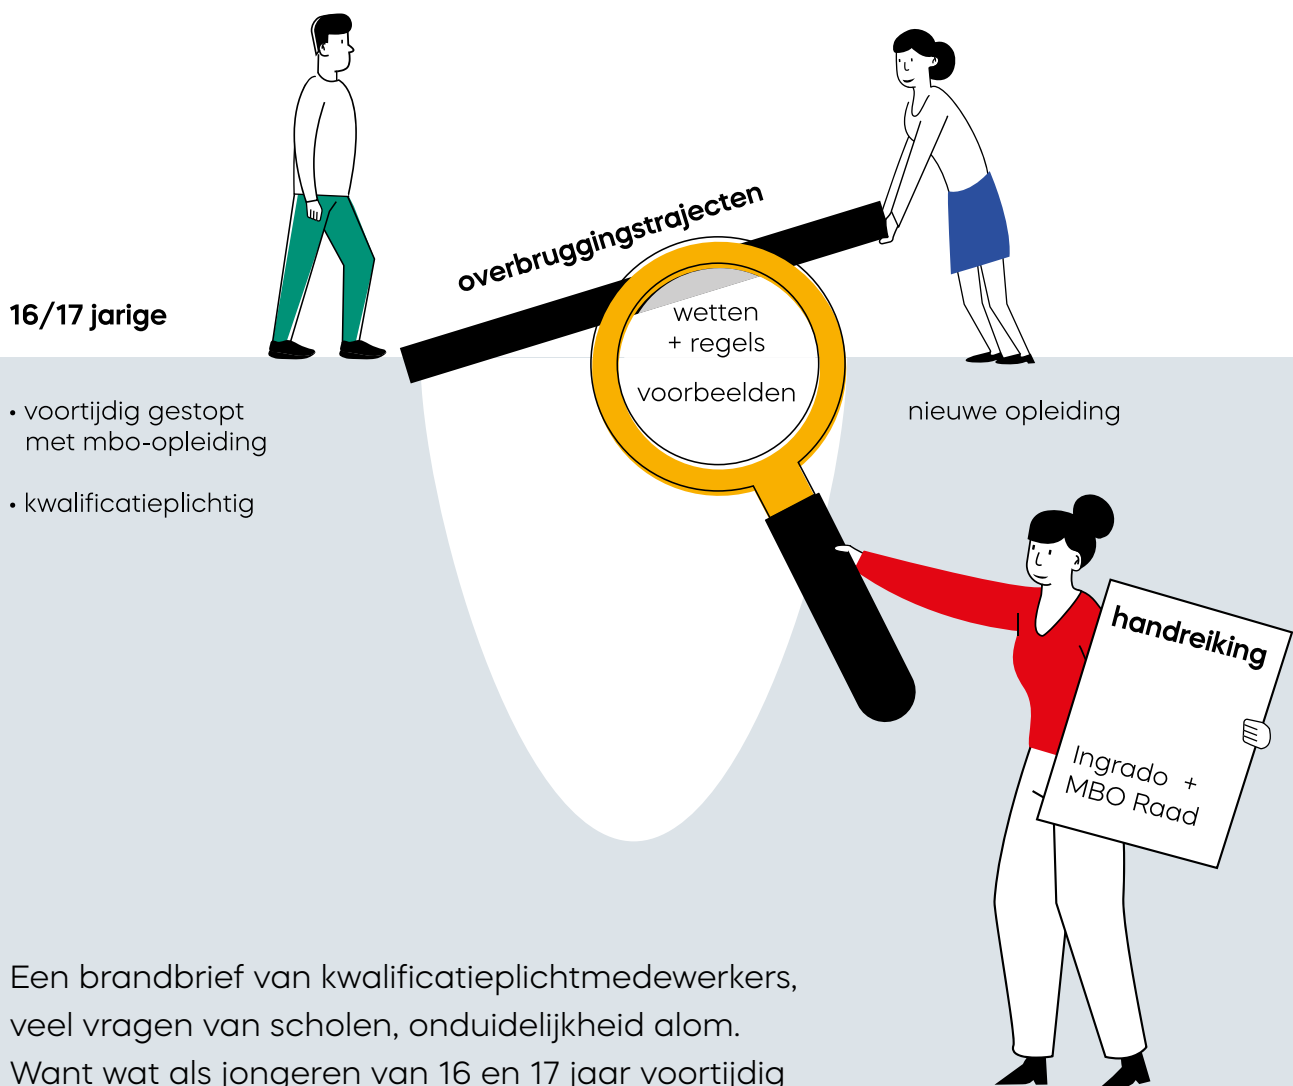 overbruggingstrajecten
16/17 jarige
wetten
+ regels
voorbeelden
• voortijdig gestopt
met mbo-opleiding
• kwalificatieplichtig
nieuwe opleiding
handreiking
Ingrado +
MBO Raad
Een brandbrief van kwalificatieplichtmedewerkers,
veel vragen van scholen, onduidelijkheid alom.
Want wat als jongeren van 16 en 17 jaar voortijdig